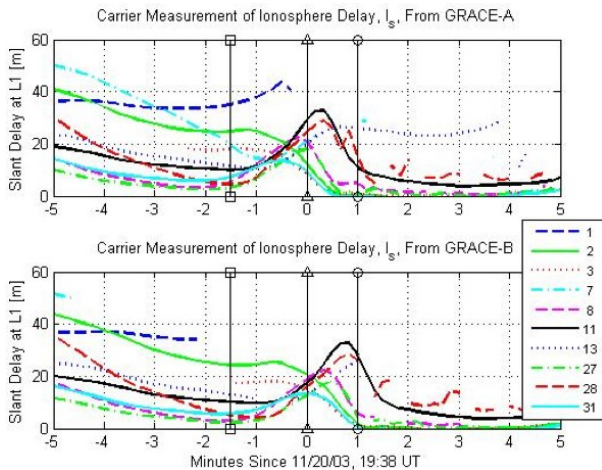 Carrier Measurement of Ionosphere Delay, I_s, From GRACE-A
Slant Delay at L1 [m]
60
40
20
0
-5 -4 -3 -2 -1 0 1 2 3 4 5
Carrier Measurement of Ionosphere Delay, I_s, From GRACE-B
Slant Delay at L1 [m]
60
40
20
0
-5 -4 -3 -2 -1 0 1 2 3 4 5
Minutes Since 11/20/03, 19:38 UT
1
2
3
7
8
11
13
27
28
31